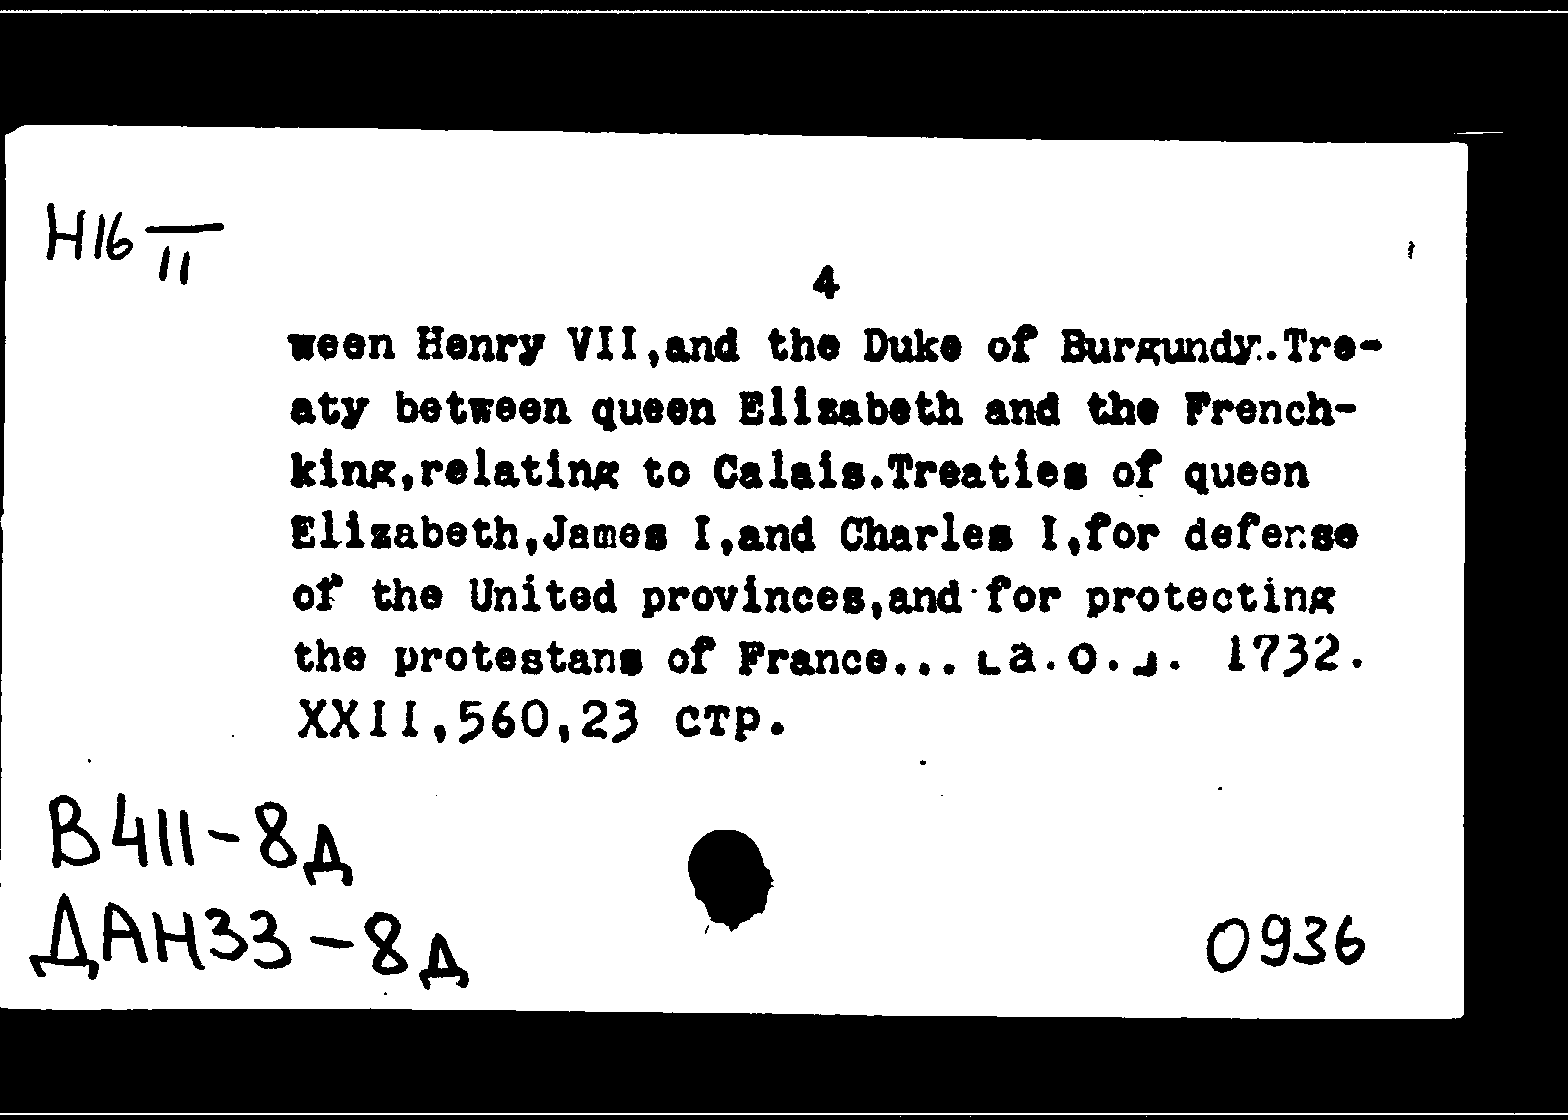 H16 —/II
4
ween Henry VII,and the Duke of Burgundy..Tre-
aty between queen Elizabeth and the French-
king,relating to Calais.Treaties of queen
Elizabeth,James I,and Charles I,for defense
of the United provinces,and for protecting
the protestans of France... [a.o.]. 1732.
XXII,560,23 стр.
В411-8д
ДАН33-8д
0936